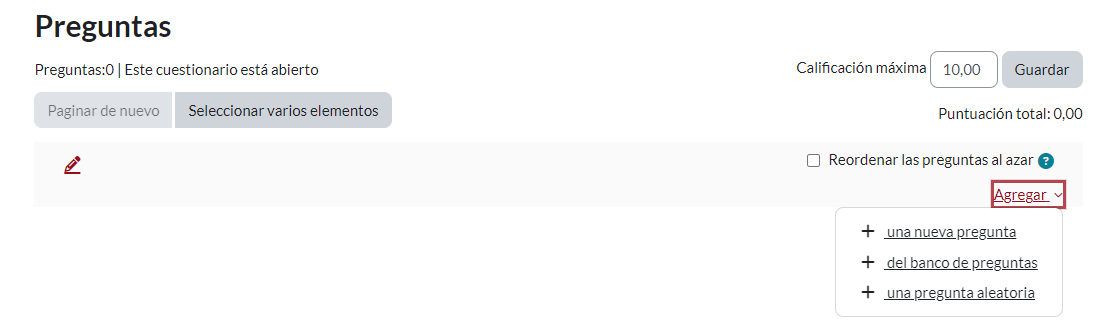 Preguntas
Preguntas:0 | Este cuestionario está abierto
Calificación máxima 10,00 Guardar
Paginar de nuevo Seleccionar varios elementos
Puntuación total: 0,00
Reordenar las preguntas al azar ?
Agregar
+ una nueva pregunta
+ del banco de preguntas
+ una pregunta aleatoria